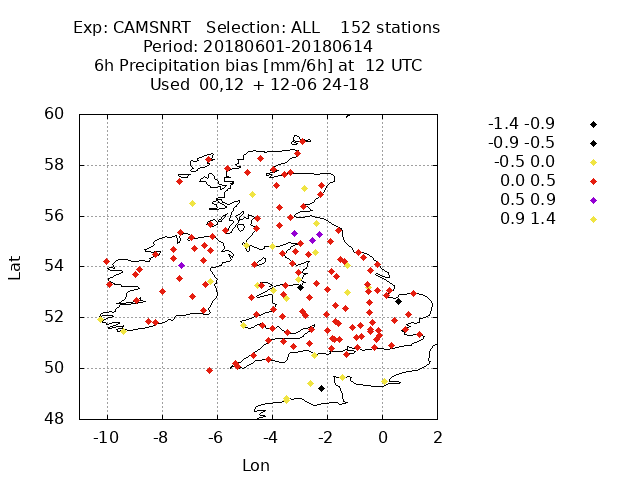 Exp: CAMSNRT Selection: ALL 152 stations
Period: 20180601-20180614
6h Precipitation bias [mm/6h] at 12 UTC
Used 00,12 + 12-06 24-18
-1.4 -0.9
-0.9 -0.5
-0.5 0.0
0.0 0.5
0.5 0.9
0.9 1.4
60
58
56
54
52
50
48
Lat
-10 -8 -6 -4 -2 0 2
Lon